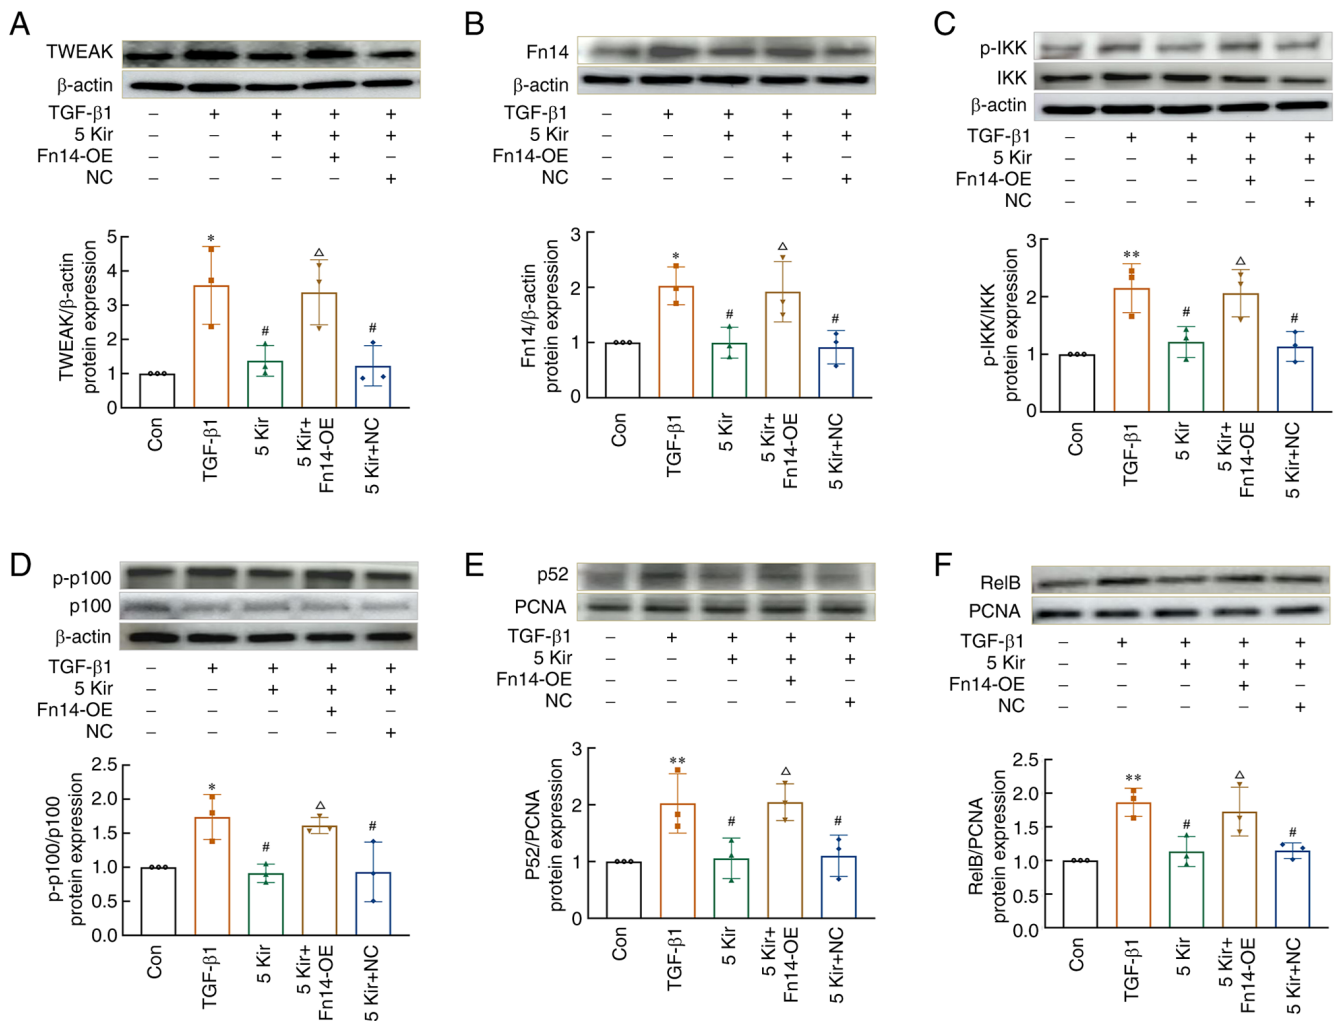 A
TWEAK
β-actin
TGF-β1 – + + + +
5 Kir – – + + +
Fn14-OE – – – + –
NC – – – – +
TWEAK/β-actin
protein expression
5
4
3
2
1
0
* # △ #
Con
TGF-β1
5 Kir
5 Kir+
Fn14-OE
5 Kir+NC
B
Fn14
β-actin
TGF-β1 – + + + +
5 Kir – – + + +
Fn14-OE – – – + –
NC – – – – +
Fn14/β-actin
protein expression
3
2
1
0
* # △ #
Con
TGF-β1
5 Kir
5 Kir+
Fn14-OE
5 Kir+NC
C
p-IKK
IKK
β-actin
TGF-β1 – + + + +
5 Kir – – + + +
Fn14-OE – – – + –
NC – – – – +
p-IKK/IKK
protein expression
3
2
1
0
** # △ #
Con
TGF-β1
5 Kir
5 Kir+
Fn14-OE
5 Kir+NC
D
p-p100
p100
β-actin
TGF-β1 – + + + +
5 Kir – – + + +
Fn14-OE – – – + –
NC – – – – +
p-p100/p100
protein expression
2.5
2.0
1.5
1.0
0.5
0.0
* # △ #
Con
TGF-β1
5 Kir
5 Kir+
Fn14-OE
5 Kir+NC
E
p52
PCNA
TGF-β1 – + + + +
5 Kir – – + + +
Fn14-OE – – – + –
NC – – – – +
P52/PCNA
protein expression
3
2
1
0
** # △ #
Con
TGF-β1
5 Kir
5 Kir+
Fn14-OE
5 Kir+NC
F
RelB
PCNA
TGF-β1 – + + + +
5 Kir – – + + +
Fn14-OE – – – + –
NC – – – – +
RelB/PCNA
protein expression
2.5
2.0
1.5
1.0
0.5
0.0
** # △ #
Con
TGF-β1
5 Kir
5 Kir+
Fn14-OE
5 Kir+NC